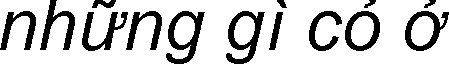 những gì có ở